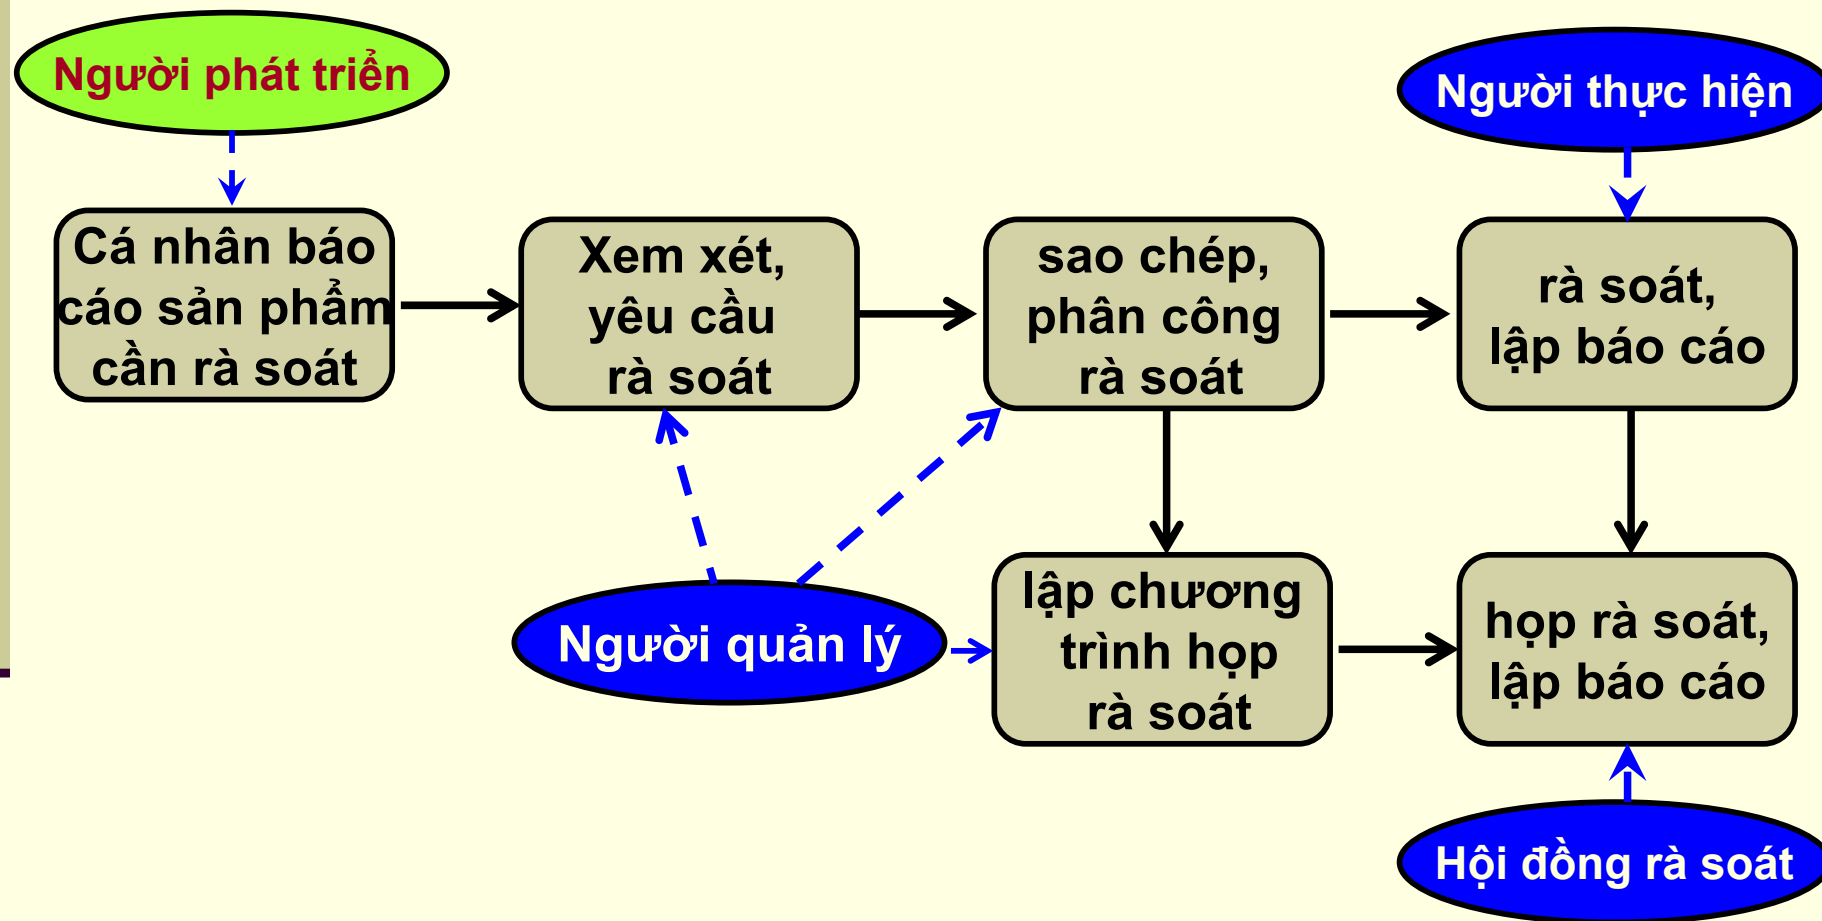 Người phát triển
Người thực hiện
Cá nhân báo
cáo sản phẩm
cần rà soát
Xem xét,
yêu cầu
rà soát
sao chép,
phân công
rà soát
rà soát,
lập báo cáo
Người quản lý
lập chương
trình họp
rà soát
họp rà soát,
lập báo cáo
Hội đồng rà soát